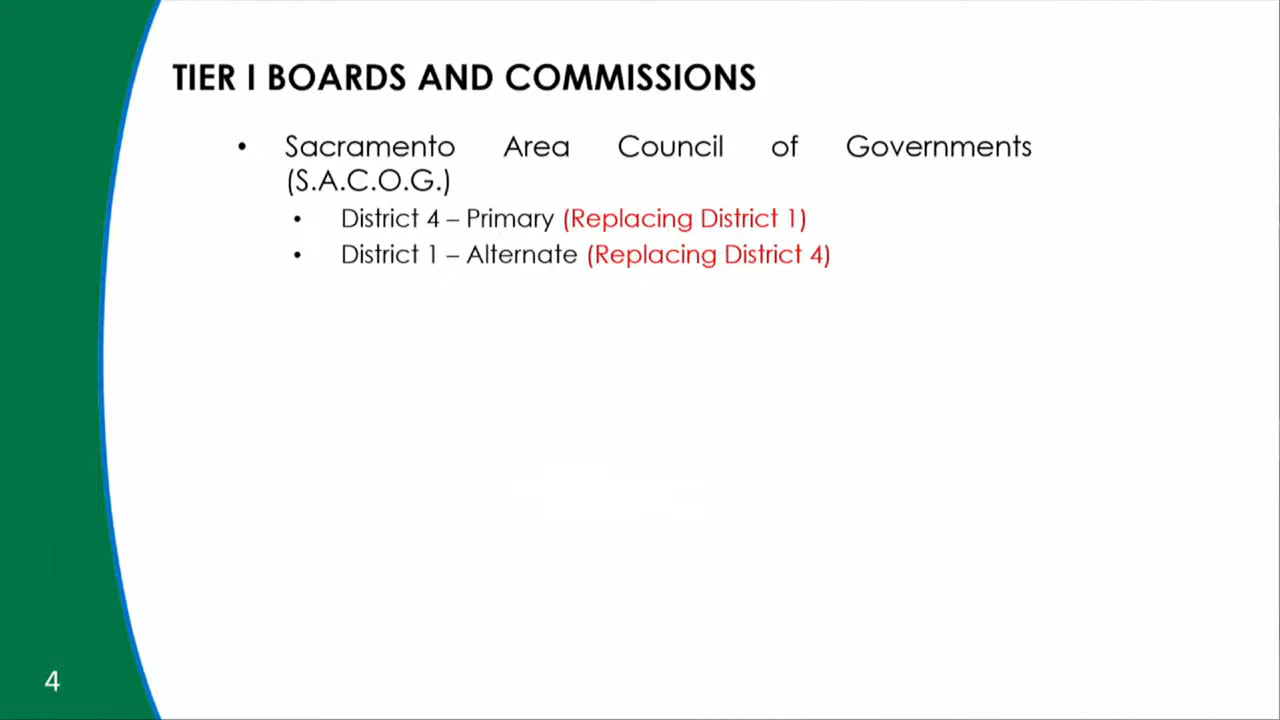 TIER I BOARDS AND COMMISSIONS
• Sacramento Area Council of Governments
(S.A.C.O.G.)
• District 4 – Primary (Replacing District 1)
• District 1 – Alternate (Replacing District 4)
4